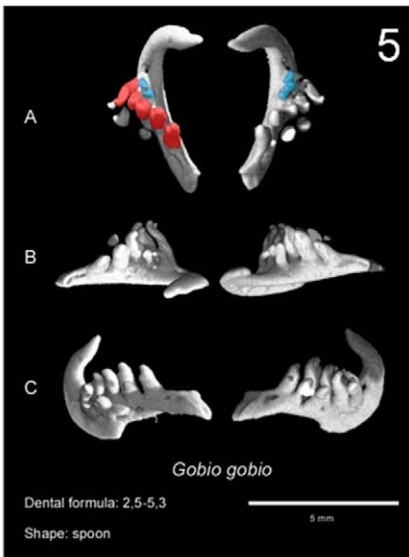 5
A
B
C
Gobio gobio
Dental formula: 2,5-5,3
5 mm
Shape: spoon